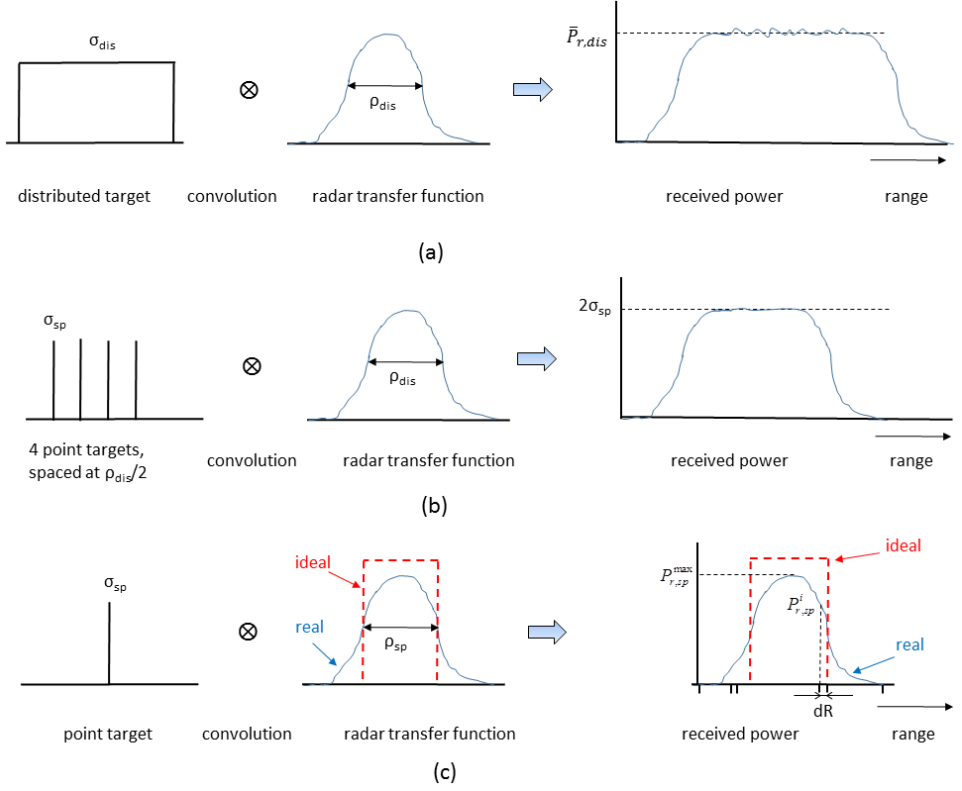 σdis
⊗
ρdis
P̄r,dis
distributed target convolution radar transfer function received power range
(a)
σsp
⊗
ρdis
2σsp
4 point targets,
spaced at ρdis/2
convolution radar transfer function received power range
(b)
σsp
⊗
ideal
real
ρsp
ideal
P^max r,sp
P^i r,sp
real
dR
point target convolution radar transfer function received power range
(c)